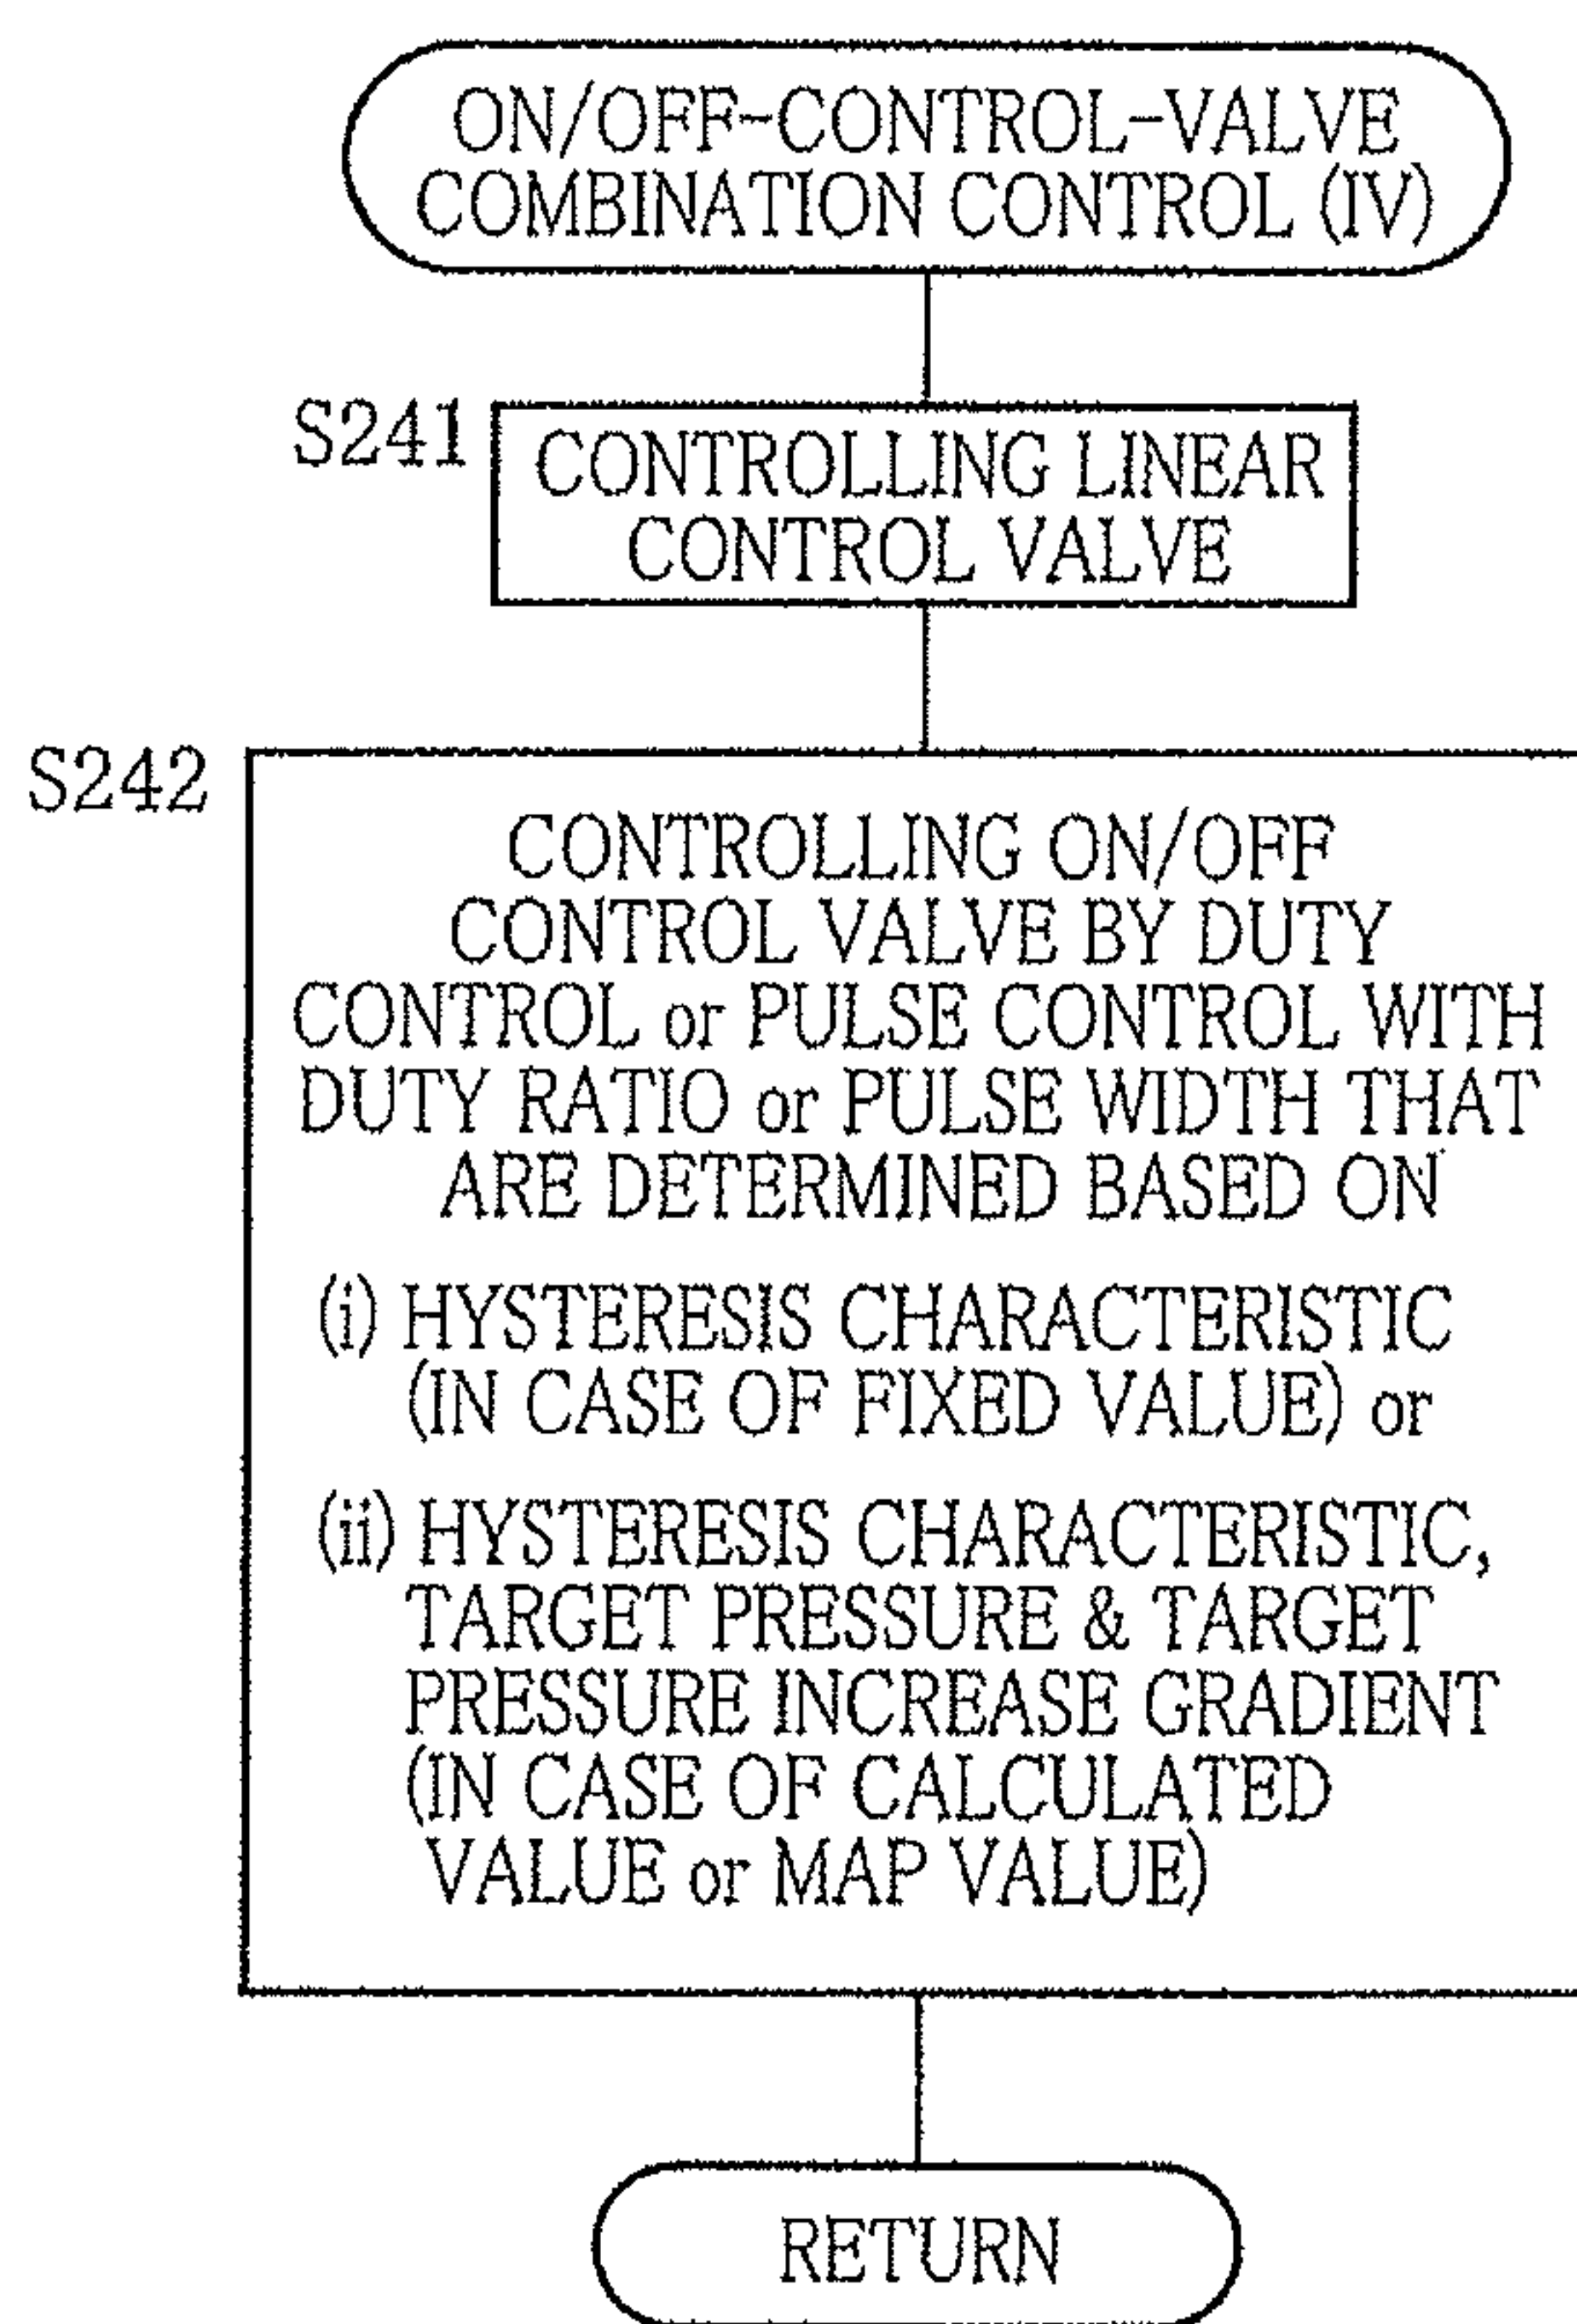 ON/OFF-CONTROL-VALVE
COMBINATION CONTROL (IV)
S241
CONTROLLING LINEAR
CONTROL VALVE
S242
CONTROLLING ON/OFF
CONTROL VALVE BY DUTY
CONTROL or PULSE CONTROL WITH
DUTY RATIO or PULSE WIDTH THAT
ARE DETERMINED BASED ON
(i) HYSTERESIS CHARACTERISTIC
(IN CASE OF FIXED VALUE) or
(ii) HYSTERESIS CHARACTERISTIC,
TARGET PRESSURE & TARGET
PRESSURE INCREASE GRADIENT
(IN CASE OF CALCULATED
VALUE or MAP VALUE)
RETURN